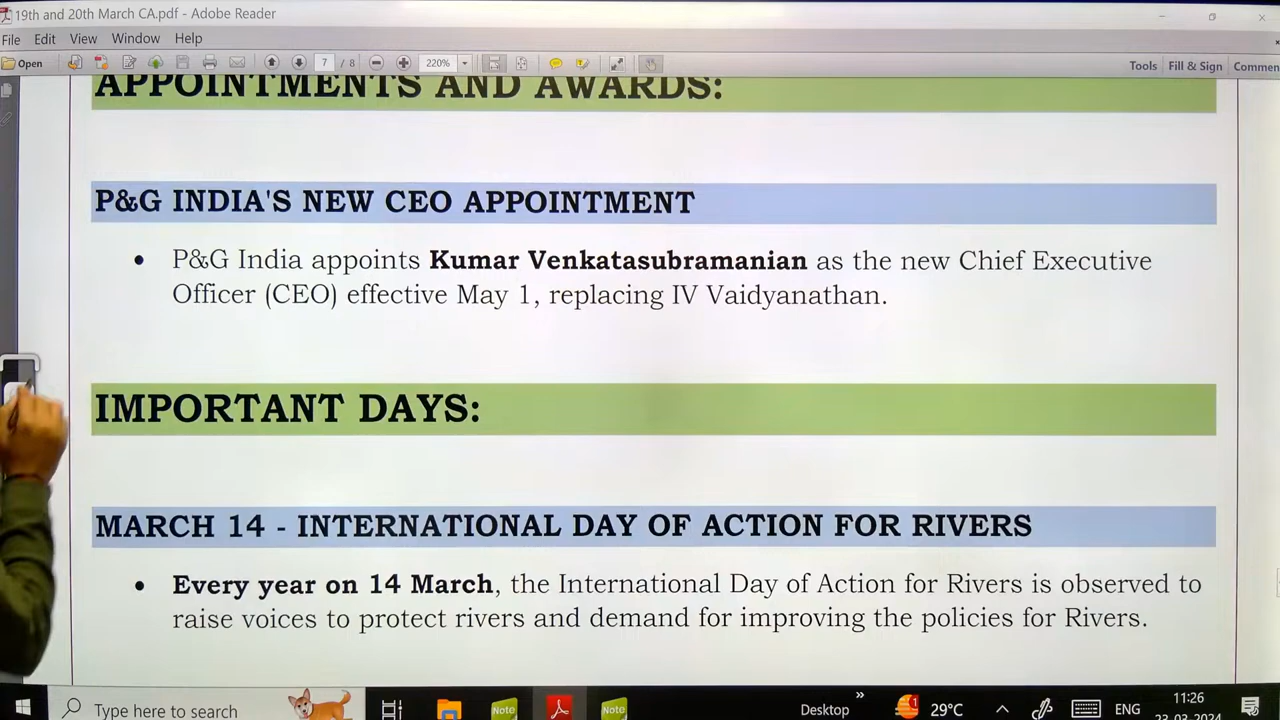 19th and 20th March CA.pdf - Adobe Reader
File Edit View Window Help
Open 7 / 8 220% Tools Fill & Sign Commen
APPOINTMENTS AND AWARDS:
P&G INDIA'S NEW CEO APPOINTMENT
• P&G India appoints Kumar Venkatasubramanian as the new Chief Executive
Officer (CEO) effective May 1, replacing IV Vaidyanathan.
IMPORTANT DAYS:
MARCH 14 - INTERNATIONAL DAY OF ACTION FOR RIVERS
• Every year on 14 March, the International Day of Action for Rivers is observed to
raise voices to protect rivers and demand for improving the policies for Rivers.
Type here to search Note Note Desktop 1 29°C ENG 11:26